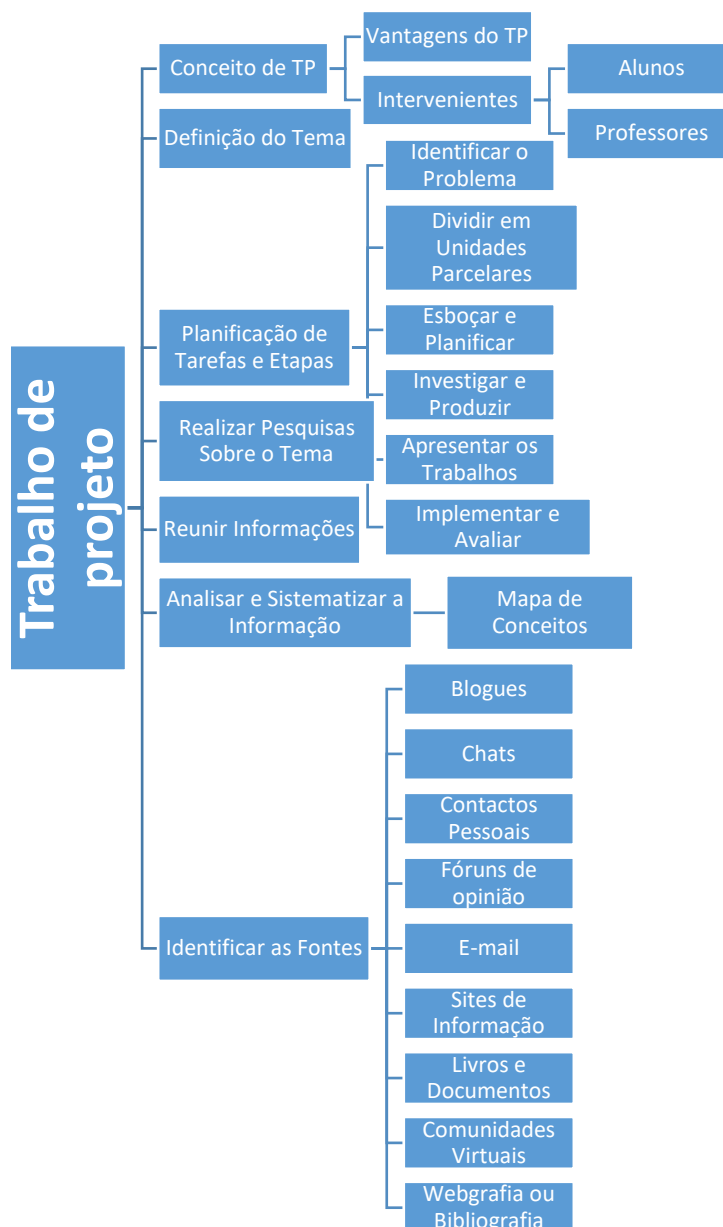 Trabalho de
projeto
Conceito de TP
Vantagens do TP
Intervenientes
Alunos
Professores
Definição do Tema
Planificação de
Tarefas e Etapas
Identificar o
Problema
Dividir em
Unidades
Parcelares
Esboçar e
Planificar
Investigar e
Produzir
Apresentar os
Trabalhos
Implementar e
Avaliar
Realizar Pesquisas
Sobre o Tema
Reunir Informações
Analisar e Sistematizar a
Informação
Mapa de
Conceitos
Identificar as Fontes
Blogues
Chats
Contactos
Pessoais
Fóruns de
opinião
E-mail
Sites de
Informação
Livros e
Documentos
Comunidades
Virtuais
Webgrafia ou
Bibliografia